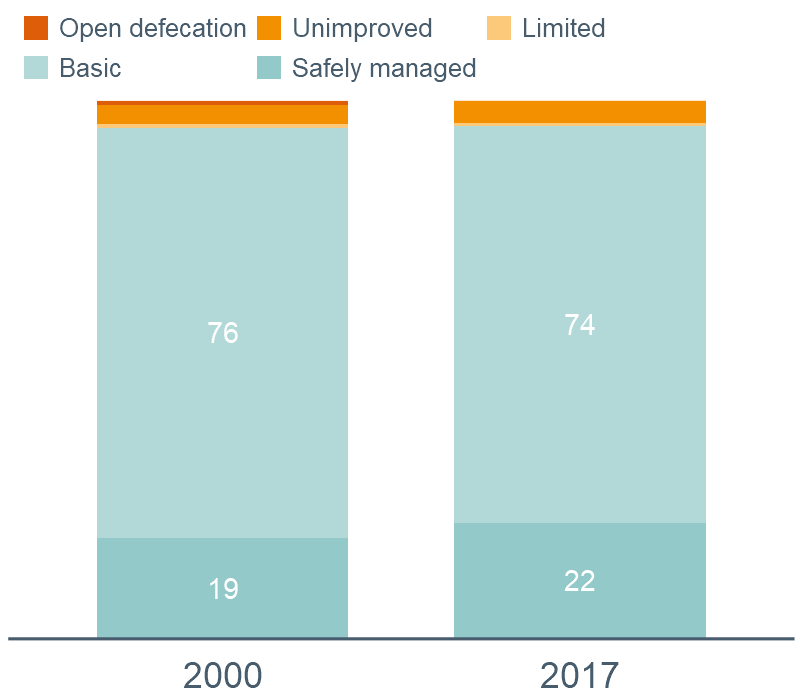 Open defecation Unimproved Limited
Basic Safely managed
76 74
19 22
2000 2017